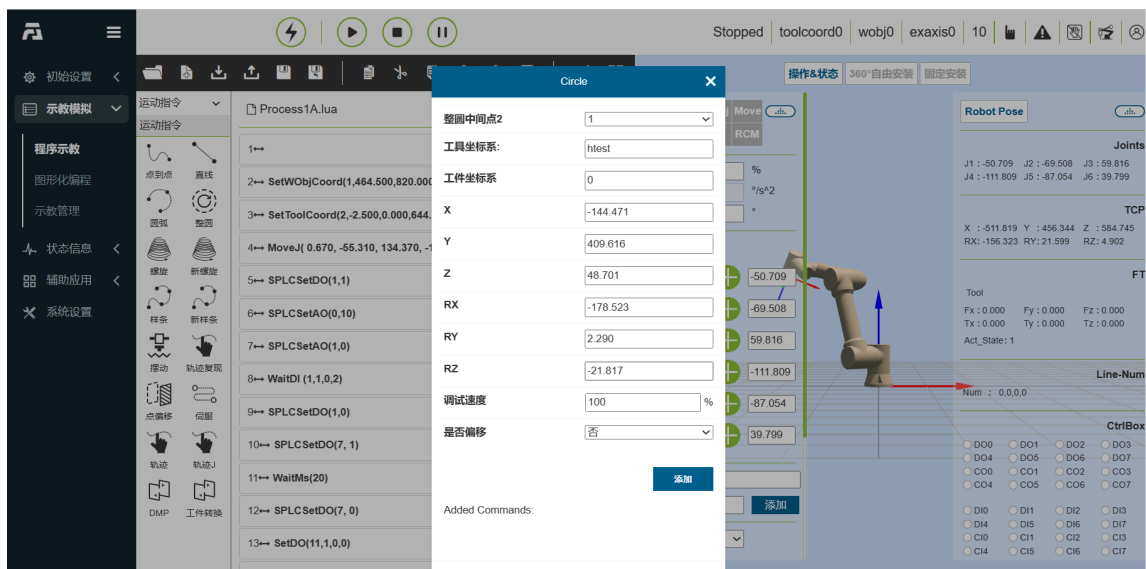 Stopped toolcoord0 wobj0 exaxis0 10
初始设置
示教模拟
程序示教
图形化编程
示教管理
状态信息
辅助应用
系统设置
运动指令
运动指令
点到点 直线
圆弧 整圆
螺旋 新螺旋
样条 新样条
摆动 轨迹复现
点偏移 伺服
轨迹 轨迹J
DMP 工件转换
Process1A.lua
1
2 SetWObjCoord(1,464.500,820.000
3 SetToolCoord(2,-2.500,0.000,644.
4 MoveJ( 0.670, -55.310, 134.370, -1
5 SPLCSetDO(1,1)
6 SPLCSetAO(0,10)
7 SPLCSetAO(1,0)
8 WaitDI (1,1,0,2)
9 SPLCSetDO(1,0)
10 SPLCSetDO(7, 1)
11 WaitMs(20)
12 SPLCSetDO(7, 0)
13 SetDO(11,1,0,0)
Circle
整圆中间点2 1
工具坐标系: htest
工件坐标系 0
X -144.471
Y 409.616
Z 48.701
RX -178.523
RY 2.290
RZ -21.817
调试速度 100 %
是否偏移 否
添加
Added Commands:
操作&状态 360°自由安装 固定安装
Move
RCM
%
°/s^2
°
-50.709
-69.508
59.816
-111.809
-87.054
39.799
添加
Robot Pose
Joints
J1 : -50.709 J2 : -69.508 J3 : 59.816
J4 : -111.809 J5 : -87.054 J6 : 39.799
TCP
X : -511.819 Y : 456.344 Z : 584.745
RX: -156.323 RY: 21.599 RZ: 4.902
FT
Tool
Fx : 0.000 Fy : 0.000 Fz : 0.000
Tx : 0.000 Ty : 0.000 Tz : 0.000
Act_State: 1
Line-Num
Num : 0,0,0,0
CtrlBox
DO0 DO1 DO2 DO3
DO4 DO5 DO6 DO7
CO0 CO1 CO2 CO3
CO4 CO5 CO6 CO7
DI0 DI1 DI2 DI3
DI4 DI5 DI6 DI7
CI0 CI1 CI2 CI3
CI4 CI5 CI6 CI7